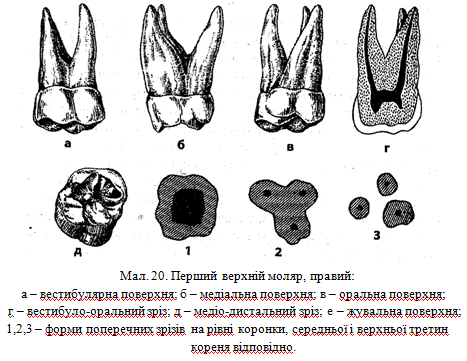 а б в г
д 1 2 3
Мал. 20. Перший верхній моляр, правий:
а – вестибулярна поверхня; б – медіальна поверхня; в – оральна поверхня;
г – вестибуло-оральний зріз; д – медіо-дистальний зріз; е – жувальна поверхня;
1,2,3 – форми поперечних зрізів на рівні коронки, середньої і верхньої третин
кореня відповідно.